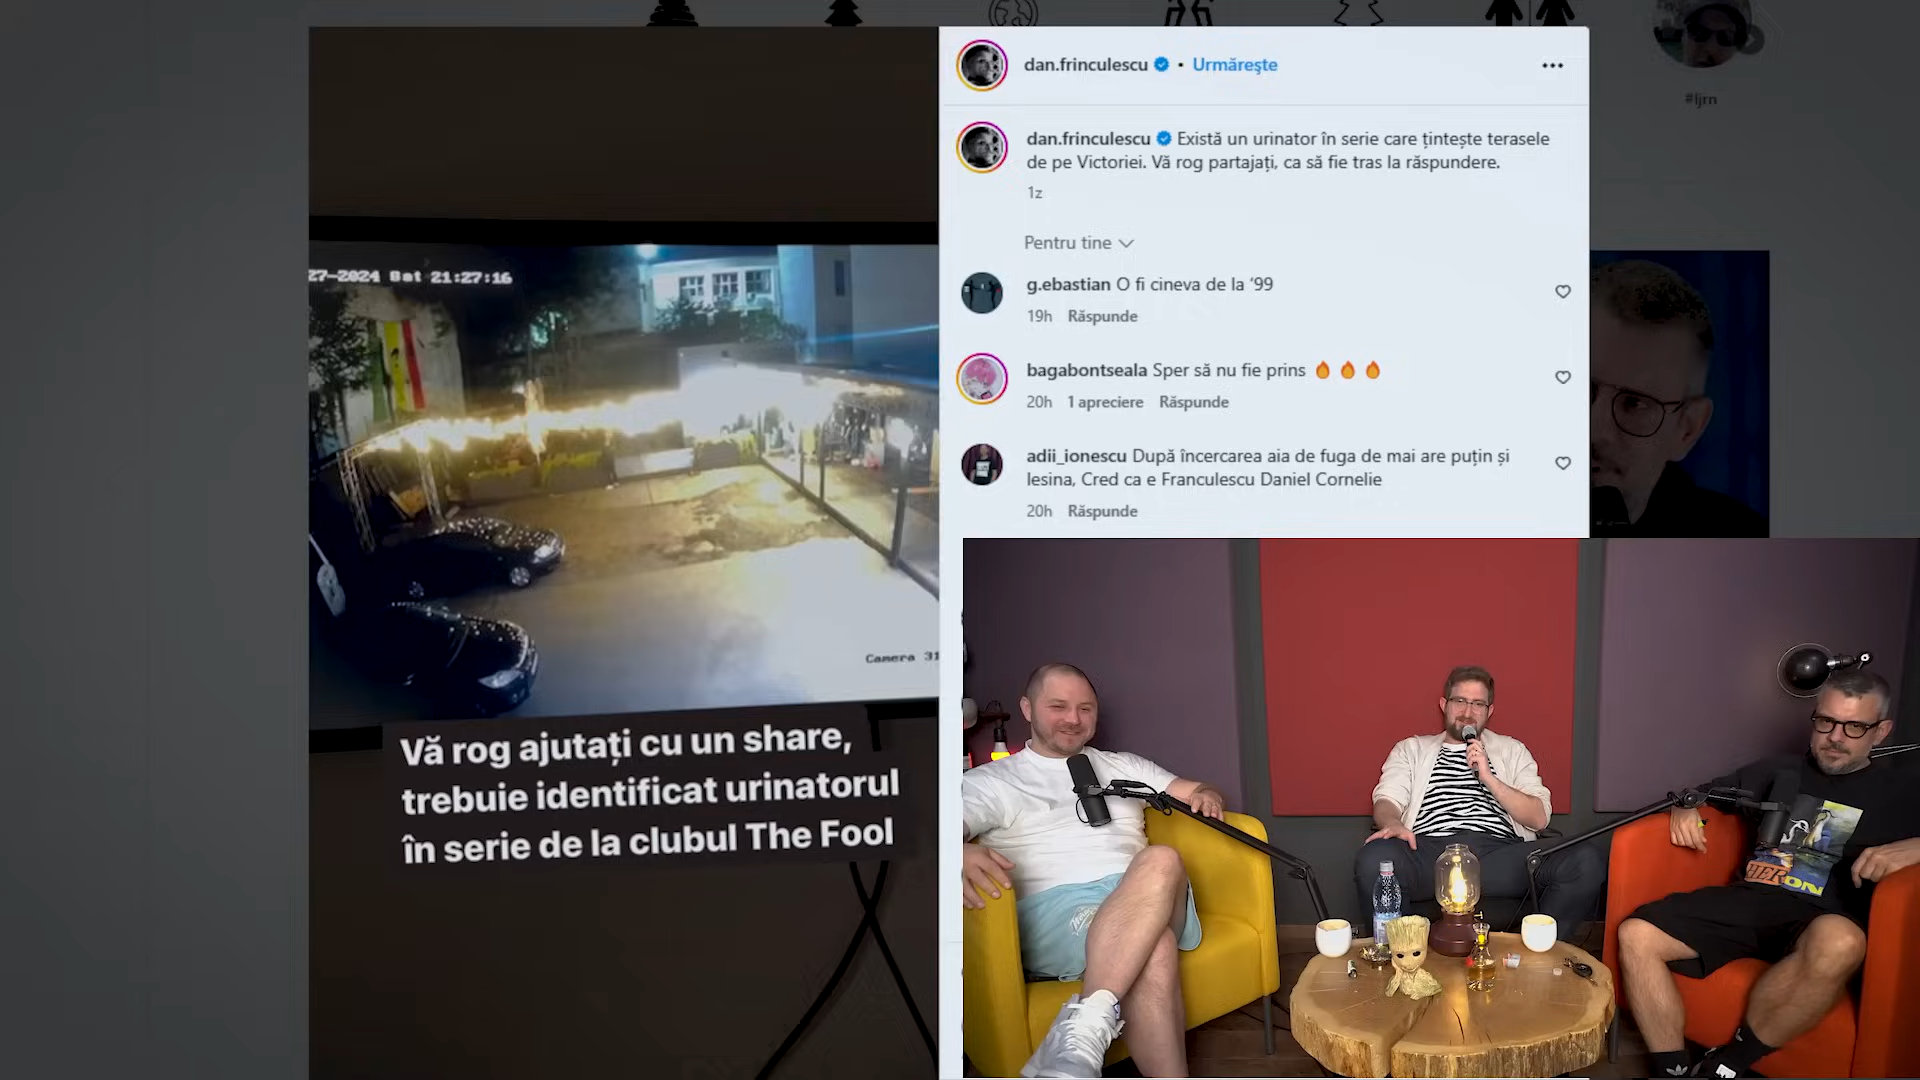 27-2024 Sat 21:27:16
Camera 31
Vă rog ajutați cu un share,
trebuie identificat urinatorul
în serie de la clubul The Fool
dan.frinculescu • Urmărește
dan.frinculescu Există un urinator în serie care țintește terasele
de pe Victoriei. Vă rog partajați, ca să fie tras la răspundere.
1z
Pentru tine
g.ebastian O fi cineva de la ‘99
19h Răspunde
bagabontseala Sper să nu fie prins 🔥🔥🔥
20h 1 apreciere Răspunde
adii_ionescu După încercarea aia de fuga de mai are puțin și
lesina, Cred ca e Franculescu Daniel Cornelie
20h Răspunde
#ljrn